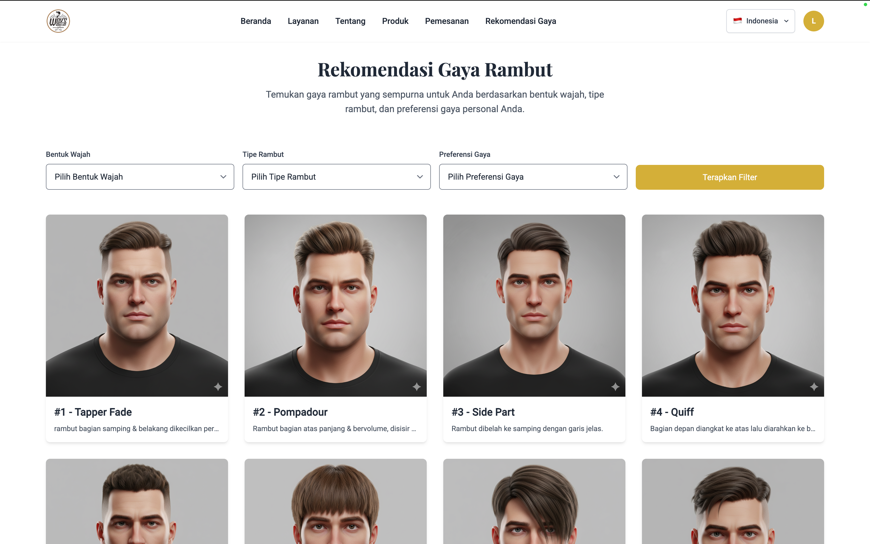 Beranda Layanan Tentang Produk Pemesanan Rekomendasi Gaya Indonesia L
Rekomendasi Gaya Rambut
Temukan gaya rambut yang sempurna untuk Anda berdasarkan bentuk wajah, tipe
rambut, dan preferensi gaya personal Anda.
Bentuk Wajah Tipe Rambut Preferensi Gaya
Pilih Bentuk Wajah Pilih Tipe Rambut Pilih Preferensi Gaya Terapkan Filter
#1 - Tapper Fade
rambut bagian samping & belakang dikecilkan per...
#2 - Pompadour
Rambut bagian atas panjang & bervolume, disisir ...
#3 - Side Part
Rambut dibelah ke samping dengan garis jelas.
#4 - Quiff
Bagian depan diangkat ke atas lalu diarahkan ke b...